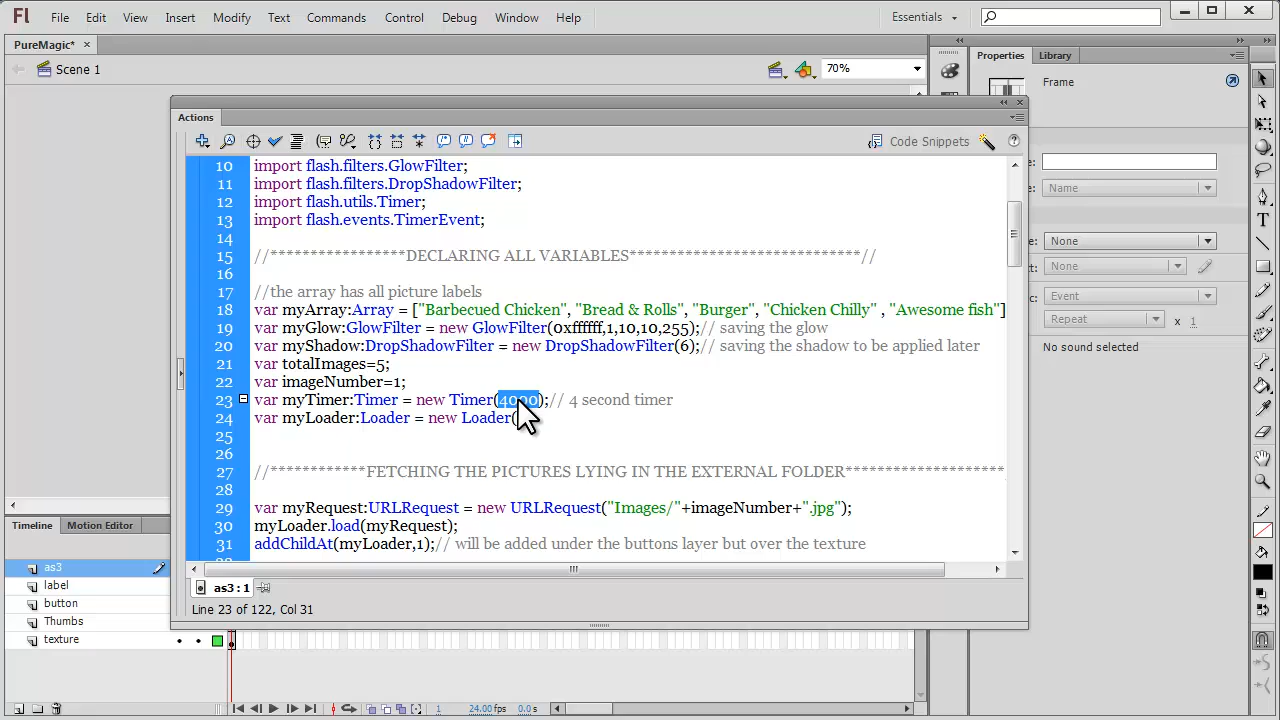 Fl File Edit View Insert Modify Text Commands Control Debug Window Help Essentials
PureMagic* ×
Scene 1
70%
Properties Library
Frame
Actions
Code Snippets
10 import flash.filters.GlowFilter;
11 import flash.filters.DropShadowFilter;
12 import flash.utils.Timer;
13 import flash.events.TimerEvent;
14
15 //****************DECLARING ALL VARIABLES***************************//
16
17 //the array has all picture labels
18 var myArray:Array = ["Barbecued Chicken", "Bread & Rolls", "Burger", "Chicken Chilly" , "Awesome fish"]
19 var myGlow:GlowFilter = new GlowFilter(0xffffff,1,10,10,255);// saving the glow
20 var myShadow:DropShadowFilter = new DropShadowFilter(6);// saving the shadow to be applied later
21 var totalImages=5;
22 var imageNumber=1;
23 var myTimer:Timer = new Timer(4000);// 4 second timer
24 var myLoader:Loader = new Loader(
25
26
27 //************FETCHING THE PICTURES LYING IN THE EXTERNAL FOLDER********************
28
29 var myRequest:URLRequest = new URLRequest("Images/"+imageNumber+".jpg");
30 myLoader.load(myRequest);
31 addChildAt(myLoader,1);// will be added under the buttons layer but over the texture
as3 : 1
Line 23 of 122, Col 31
e:
Name
e: None
t: None
c: Event
Repeat x 1
No sound selected
Timeline Motion Editor
as3
label
button
Thumbs
texture
1 24.00 fps 0.0 s